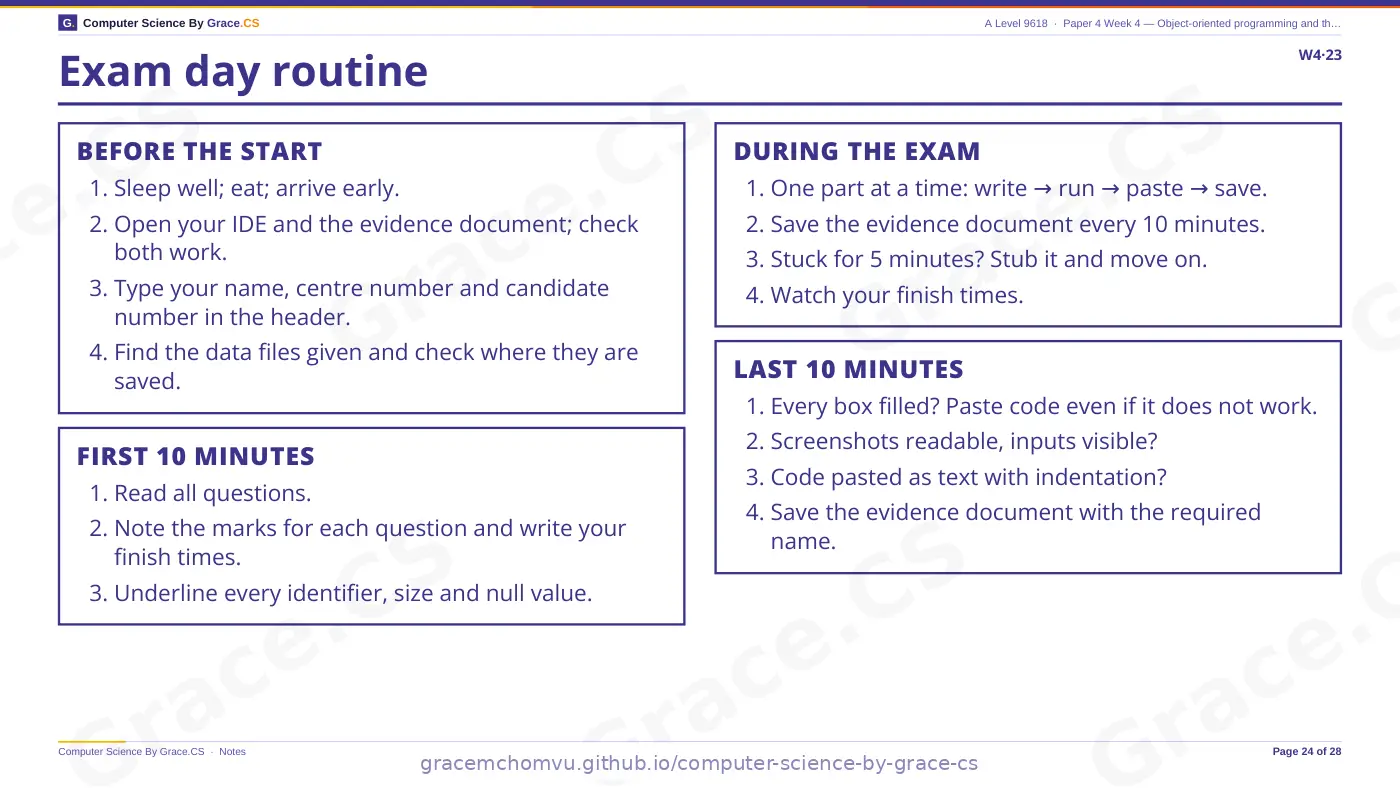 G. Computer Science By Grace.CS
A Level 9618 · Paper 4 Week 4 — Object-oriented programming and th…
Exam day routine
W4·23
BEFORE THE START
1. Sleep well; eat; arrive early.
2. Open your IDE and the evidence document; check
both work.
3. Type your name, centre number and candidate
number in the header.
4. Find the data files given and check where they are
saved.
FIRST 10 MINUTES
1. Read all questions.
2. Note the marks for each question and write your
finish times.
3. Underline every identifier, size and null value.
DURING THE EXAM
1. One part at a time: write → run → paste → save.
2. Save the evidence document every 10 minutes.
3. Stuck for 5 minutes? Stub it and move on.
4. Watch your finish times.
LAST 10 MINUTES
1. Every box filled? Paste code even if it does not work.
2. Screenshots readable, inputs visible?
3. Code pasted as text with indentation?
4. Save the evidence document with the required
name.
Computer Science By Grace.CS · Notes
gracemchomvu.github.io/computer-science-by-grace-cs
Page 24 of 28
Grace.CS